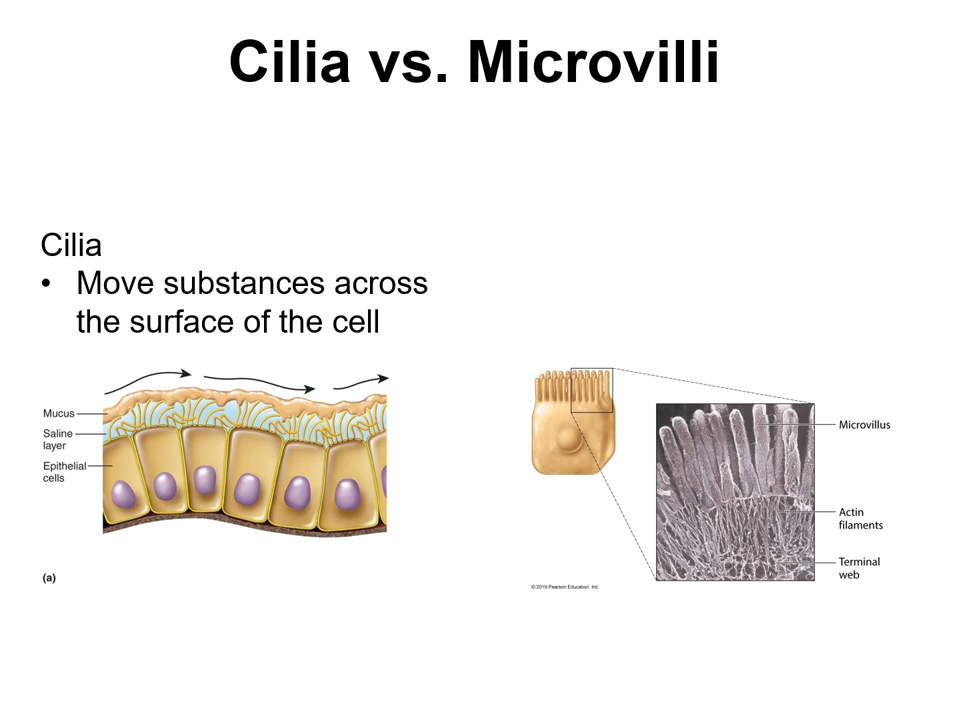 Cilia vs. Microvilli
Cilia
• Move substances across
the surface of the cell
Mucus
Saline
layer
Epithelial
cells
(a)
Microvillus
Actin
filaments
Terminal
web
© 2019 Pearson Education, Inc.